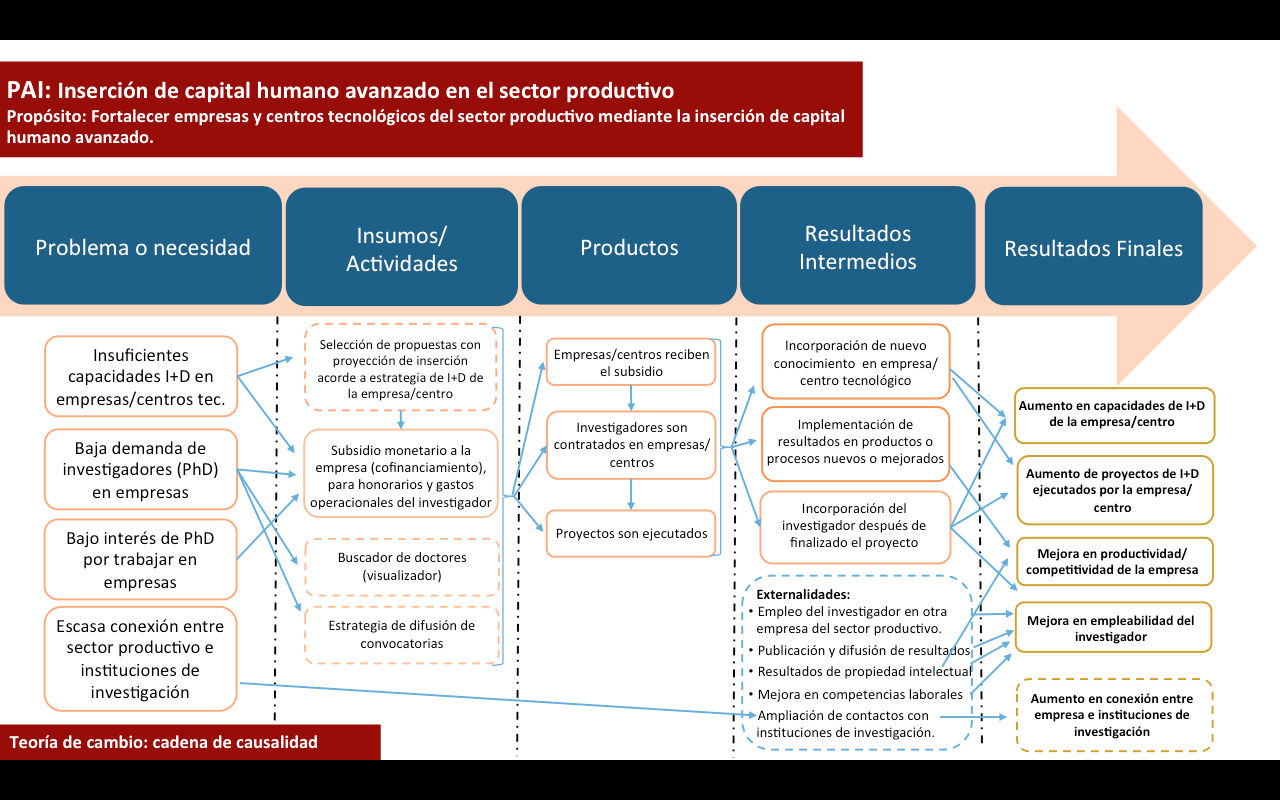 PAI: Inserción de capital humano avanzado en el sector productivo
Propósito: Fortalecer empresas y centros tecnológicos del sector productivo mediante la inserción de capital
humano avanzado.
Problema o necesidad
Insumos/
Actividades
Productos
Resultados
Intermedios
Resultados Finales
Insuficientes
capacidades I+D en
empresas/centros tec.
Baja demanda de
investigadores (PhD)
en empresas
Bajo interés de PhD
por trabajar en
empresas
Escasa conexión entre
sector productivo e
instituciones de
investigación
Selección de propuestas con
proyección de inserción
acorde a estrategia de I+D de
la empresa/centro
Subsidio monetario a la
empresa (cofinanciamiento),
para honorarios y gastos
operacionales del investigador
Buscador de doctores
(visualizador)
Estrategia de difusión de
convocatorias
Empresas/centros reciben
el subsidio
Investigadores son
contratados en empresas/
centros
Proyectos son ejecutados
Incorporación de nuevo
conocimiento en empresa/
centro tecnológico
Implementación de
resultados en productos o
procesos nuevos o mejorados
Incorporación del
investigador después de
finalizado el proyecto
Externalidades:
• Empleo del investigador en otra
empresa del sector productivo.
• Publicación y difusión de resultados
• Resultados de propiedad intelectual
• Mejora en competencias laborales
• Ampliación de contactos con
instituciones de investigación.
Aumento en capacidades de I+D
de la empresa/centro
Aumento de proyectos de I+D
ejecutados por la empresa/
centro
Mejora en productividad/
competitividad de la empresa
Mejora en empleabilidad del
investigador
Aumento en conexión entre
empresa e instituciones de
investigación
Teoría de cambio: cadena de causalidad